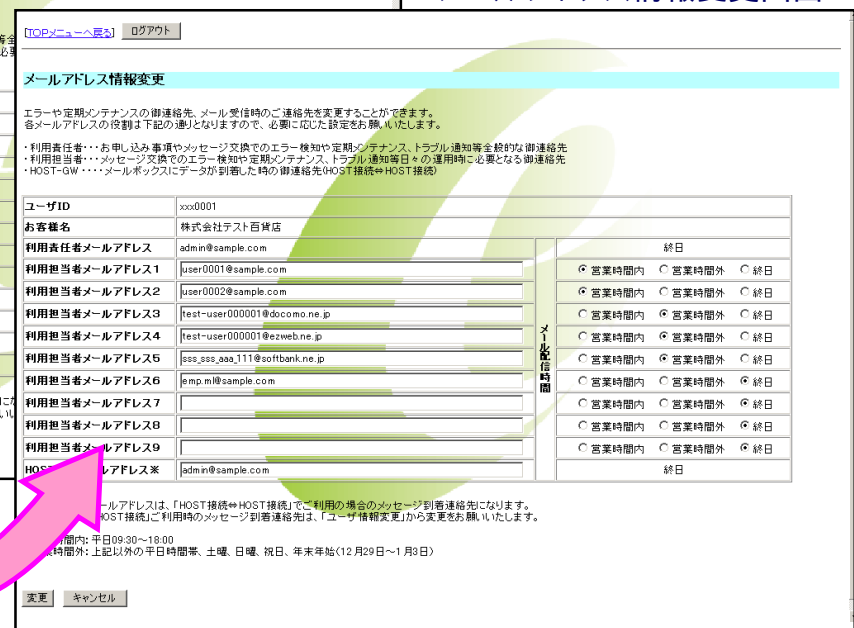 [TOPメニューへ戻る] ログアウト
メールアドレス情報変更
エラーや定期メンテナンスの御連絡先、メール受信時のご連絡先を変更することができます。
各メールアドレスの役割は下記の通りとなりますので、必要に応じた設定をお願いいたします。
・利用責任者・・・お申し込み事項やメッセージ交換でのエラー検知や定期メンテナンス、トラブル通知等全般的な御連絡先
・利用担当者・・・メッセージ交換でのエラー検知や定期メンテナンス、トラブル通知等日々の運用時に必要となる御連絡先
・HOST-GW・・・・メールボックスにデータが到着した時の御連絡先(HOST接続⇔HOST接続)
ユーザID xxx0001
お客様名 株式会社テスト百貨店
利用責任者メールアドレス admin@sample.com 終日
利用担当者メールアドレス1 user0001@sample.com 営業時間内 営業時間外 終日
利用担当者メールアドレス2 user0002@sample.com 営業時間内 営業時間外 終日
利用担当者メールアドレス3 test-user000001@docomo.ne.jp 営業時間内 営業時間外 終日
利用担当者メールアドレス4 test-user000001@ezweb.ne.jp 営業時間内 営業時間外 終日
利用担当者メールアドレス5 sss_sss_aaa_111@softbank.ne.jp 営業時間内 営業時間外 終日
利用担当者メールアドレス6 emp.ml@sample.com 営業時間内 営業時間外 終日
利用担当者メールアドレス7 営業時間内 営業時間外 終日
利用担当者メールアドレス8 営業時間内 営業時間外 終日
利用担当者メールアドレス9 営業時間内 営業時間外 終日
メール配信時間
HOST ルアドレス※ admin@sample.com 終日
ールアドレスは、「HOST接続⇔HOST接続」でご利用の場合のメッセージ到着連絡先になります。
HOST接続」ご利用時のメッセージ到着連絡先は、「ユーザ情報変更」から変更をお願いいたします。
時間内: 平日09:30～18:00
時間外: 上記以外の平日時間帯、土曜、日曜、祝日、年末年始(12月29日～1月3日)
変更 キャンセル